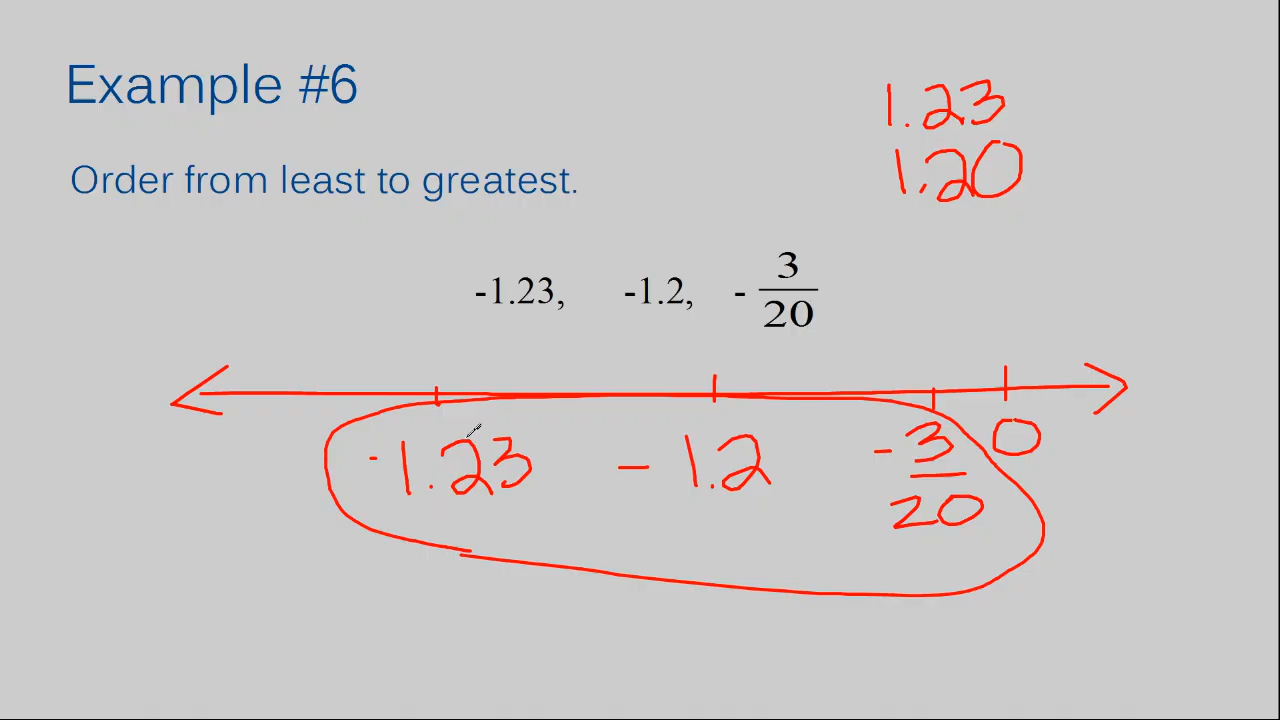 Example #6
1.23
1.20
Order from least to greatest.
-1.23, -1.2, - 3/20
-1.23 -1.2 -3/20 0